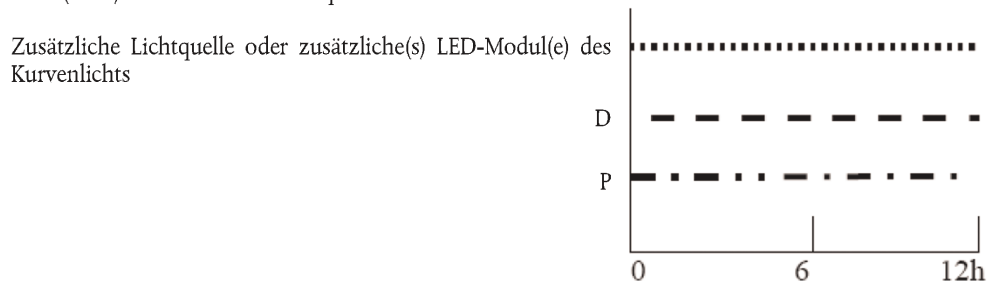 Zusätzliche Lichtquelle oder zusätzliche(s) LED-Modul(e) des
Kurvenlichts
D
P
0 6 12h